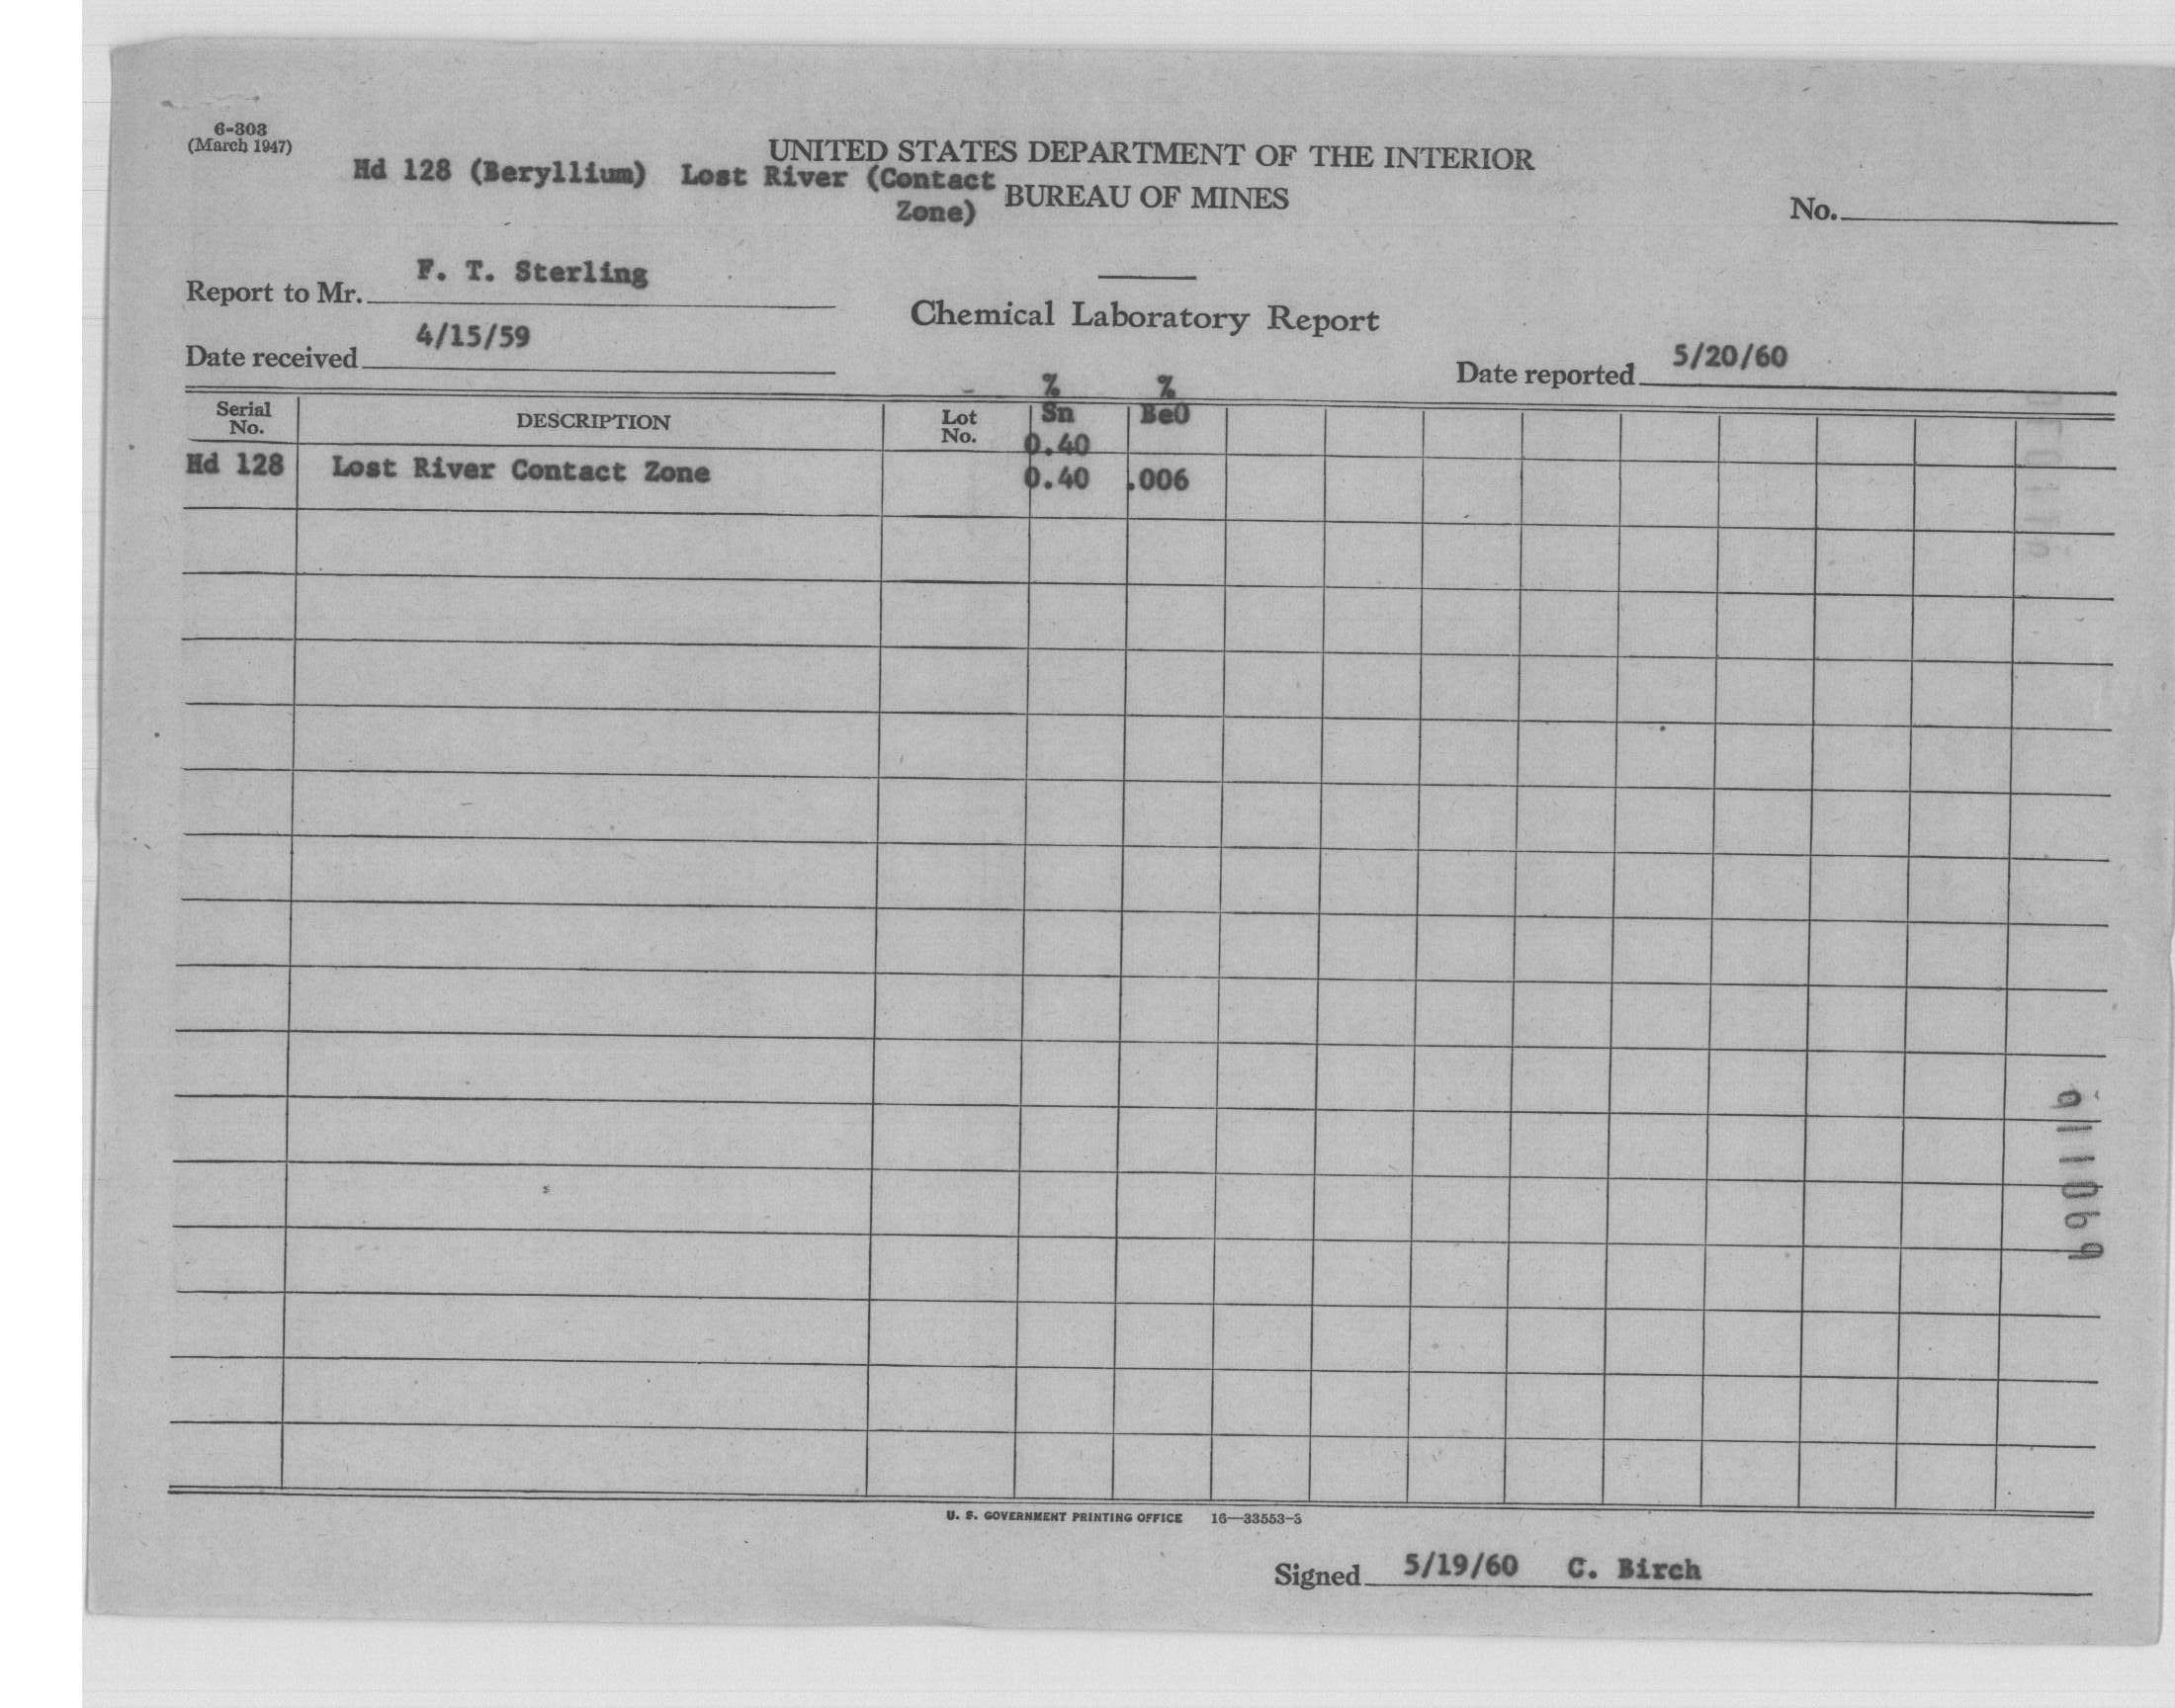 6-303
(March 1947)
UNITED STATES DEPARTMENT OF THE INTERIOR
Hd 128 (Beryllium) Lost River (Contact
Zone)
BUREAU OF MINES
No.
Report to Mr. F. T. Sterling
Chemical Laboratory Report
Date received 4/15/59
Date reported 5/20/60
% %
Serial No. DESCRIPTION Lot No. Sn BeO
0.40
Hd 128 Lost River Contact Zone 0.40 .006
U. S. GOVERNMENT PRINTING OFFICE 16—33553-3
Signed 5/19/60 C. Birch